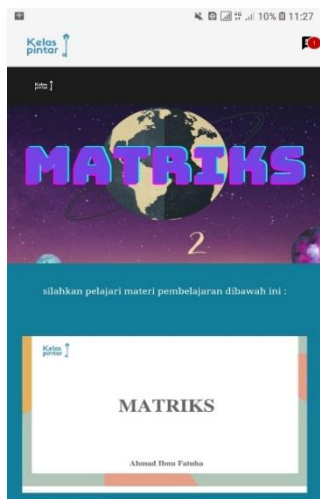 10% 11:27
Kelas
pintar
1
Kelas
pintar
MATRIKS
2
silahkan pelajari materi pembelajaran dibawah ini :
Kelas
pintar
MATRIKS
Ahmad Ibnu Fatuha